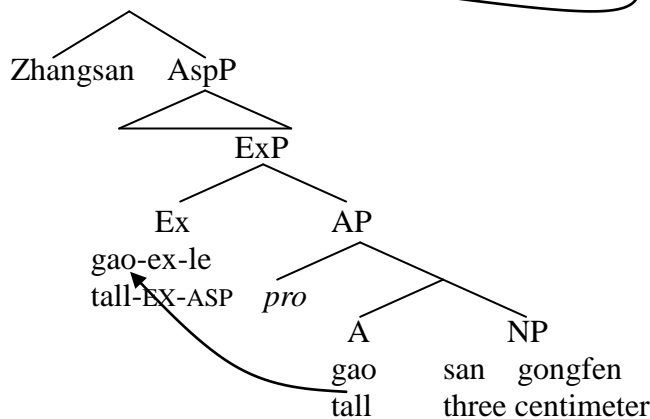 Zhangsan AspP
ExP
Ex AP
gao-ex-le
tall-EX-ASP pro
A NP
gao san gongfen
tall three centimeter